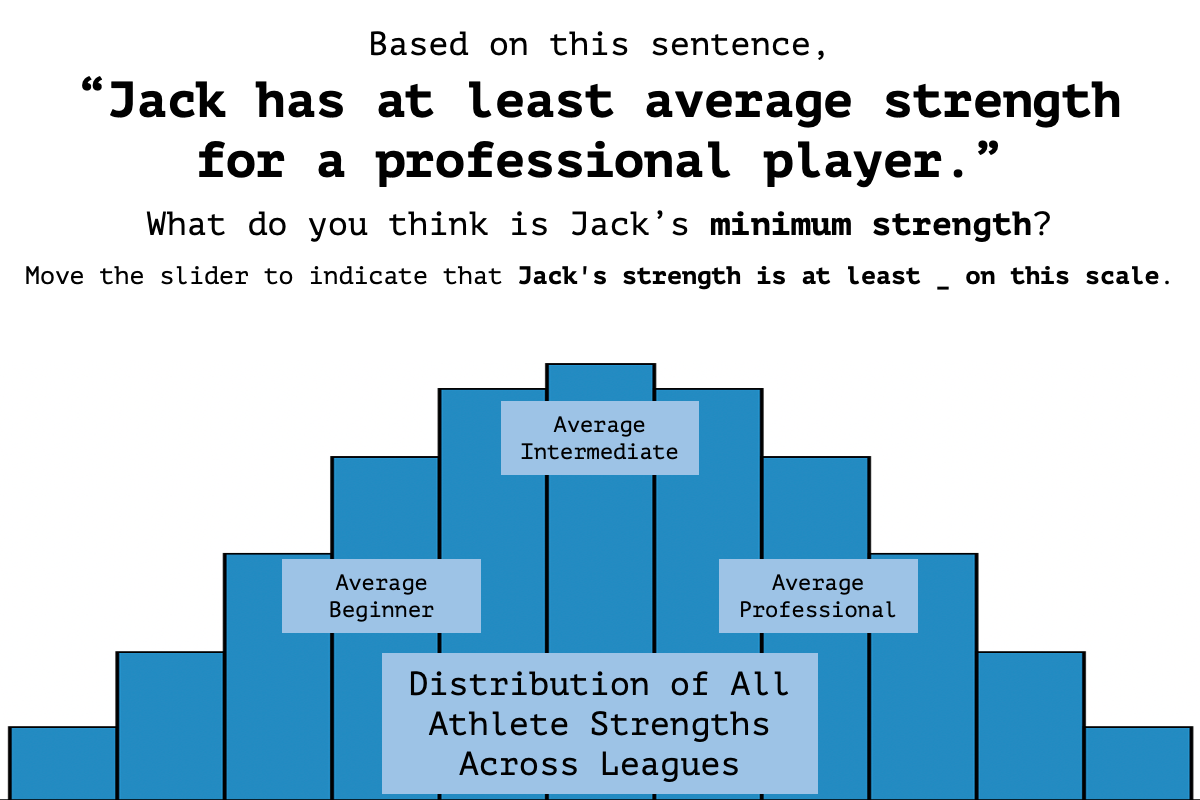 Based on this sentence,
“Jack has at least average strength
for a professional player.”
What do you think is Jack’s minimum strength?
Move the slider to indicate that Jack's strength is at least _ on this scale.
Average
Intermediate
Average
Beginner
Average
Professional
Distribution of All
Athlete Strengths
Across Leagues